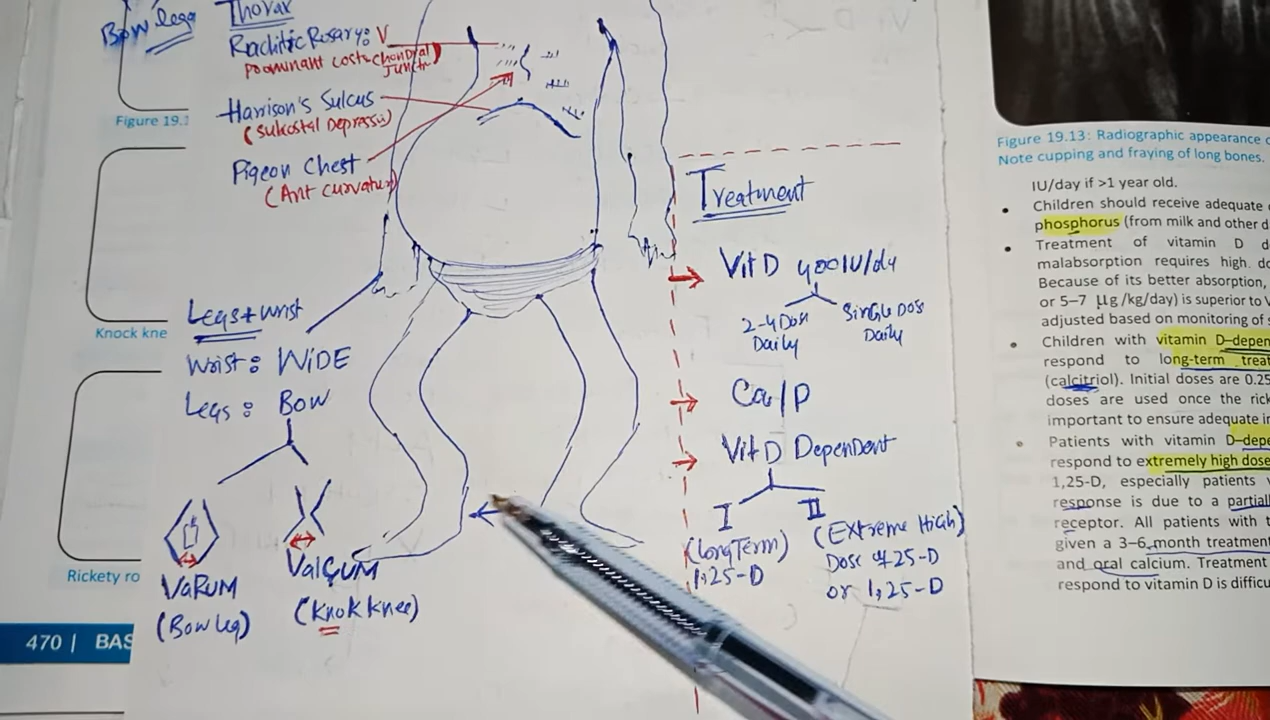 Bow legs
Thorax
Rachitic Rosary: V
prominant costochondral
Junctn
Harrison's Sulcus
(Subcostal Depressn)
Pigeon Chest
(Ant curvature)
Legs + wrist
Wrist: WIDE
Legs: Bow
VaRUM
(Bow leg)
ValGUM
(Knok knee)
Treatment
Vit D 400IU/day
2-4 Dose
Daily
Single Dose
Daily
Ca/P
Vit D Dependent
I
(Long Term)
1,25-D
II
(Extreme High)
Dose of 25-D
or 1,25-D
Figure 19.1
Knock kne
Rickety ro
470 | BAS
Figure 19.13: Radiographic appearance
Note cupping and fraying of long bones.
IU/day if >1 year old.
Children should receive adequate
phosphorus (from milk and other d
Treatment of vitamin D d
malabsorption requires high do
Because of its better absorption,
or 5–7 µg/kg/day) is superior to V
adjusted based on monitoring of s
Children with vitamin D–depen
respond to long-term treat
(calcitriol). Initial doses are 0.25
doses are used once the rick
important to ensure adequate in
Patients with vitamin D–depe
respond to extremely high dose
1,25-D, especially patients
response is due to a partial
receptor. All patients with t
given a 3–6-month treatment
and oral calcium. Treatment
respond to vitamin D is difficu